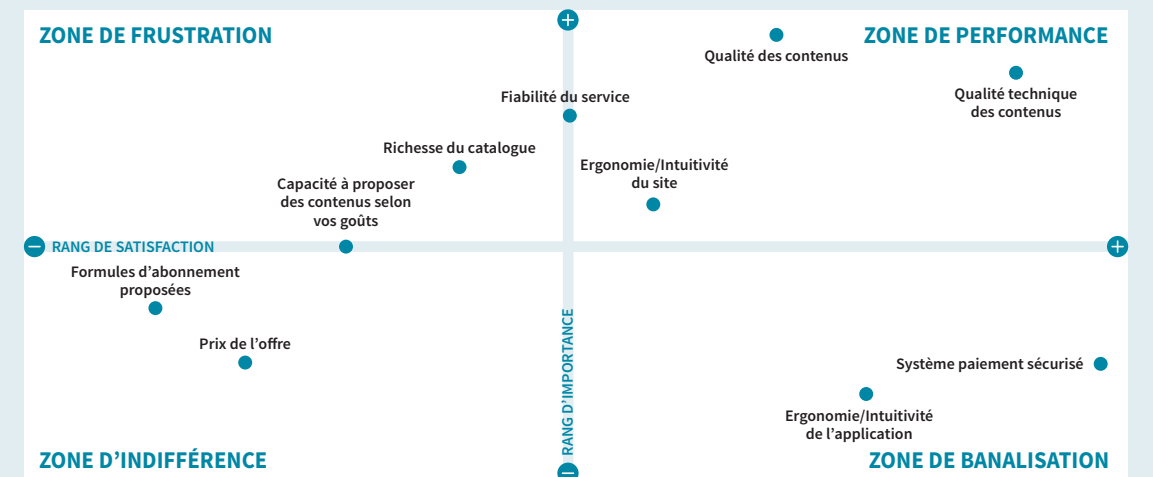 ZONE DE FRUSTRATION
ZONE DE PERFORMANCE
Qualité des contenus
Qualité technique
des contenus
Fiabilité du service
Richesse du catalogue
Ergonomie/Intuitivité
du site
Capacité à proposer
des contenus selon
vos goûts
RANG DE SATISFACTION
Formules d’abonnement
proposées
Prix de l’offre
RANG D’IMPORTANCE
Système paiement sécurisé
Ergonomie/Intuitivité
de l’application
ZONE D’INDIFFÉRENCE
ZONE DE BANALISATION